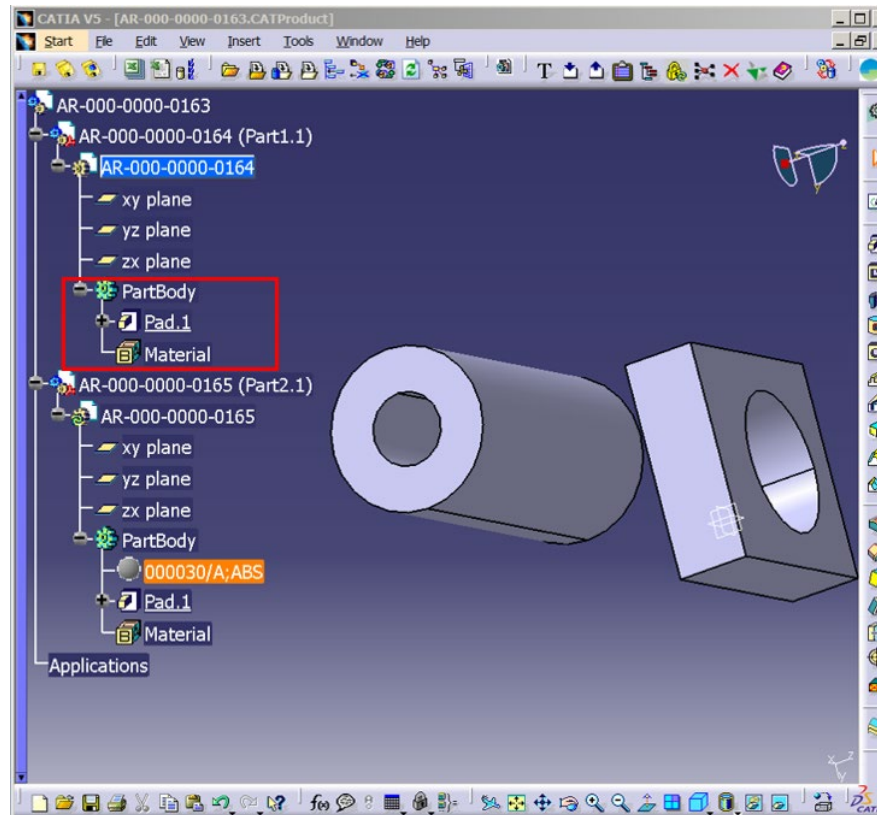 CATIA V5 - [AR-000-0000-0163.CATProduct]
Start File Edit View Insert Tools Window Help
AR-000-0000-0163
AR-000-0000-0164 (Part1.1)
AR-000-0000-0164
xy plane
yz plane
zx plane
PartBody
Pad.1
Material
AR-000-0000-0165 (Part2.1)
AR-000-0000-0165
xy plane
yz plane
zx plane
PartBody
000030/A;ABS
Pad.1
Material
Applications